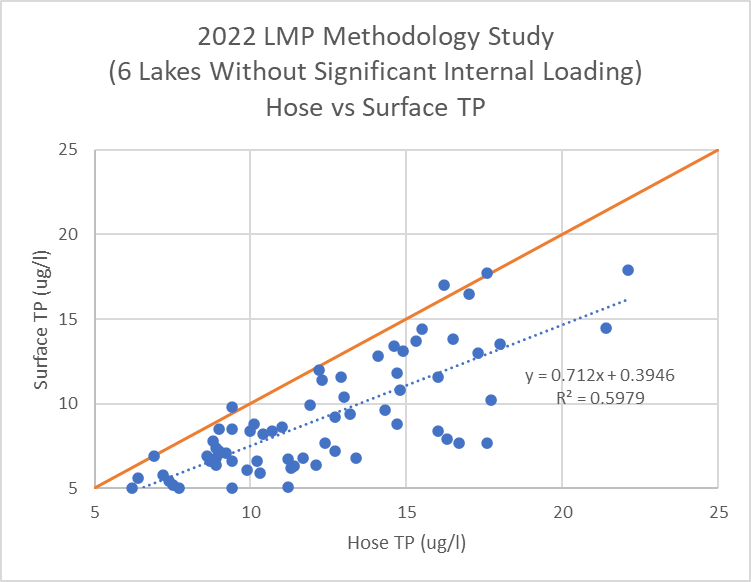 2022 LMP Methodology Study
(6 Lakes Without Significant Internal Loading)
Hose vs Surface TP
25
20
15
10
5
Surface TP (ug/l)
y = 0.712x + 0.3946
R² = 0.5979
5 10 15 20 25
Hose TP (ug/l)